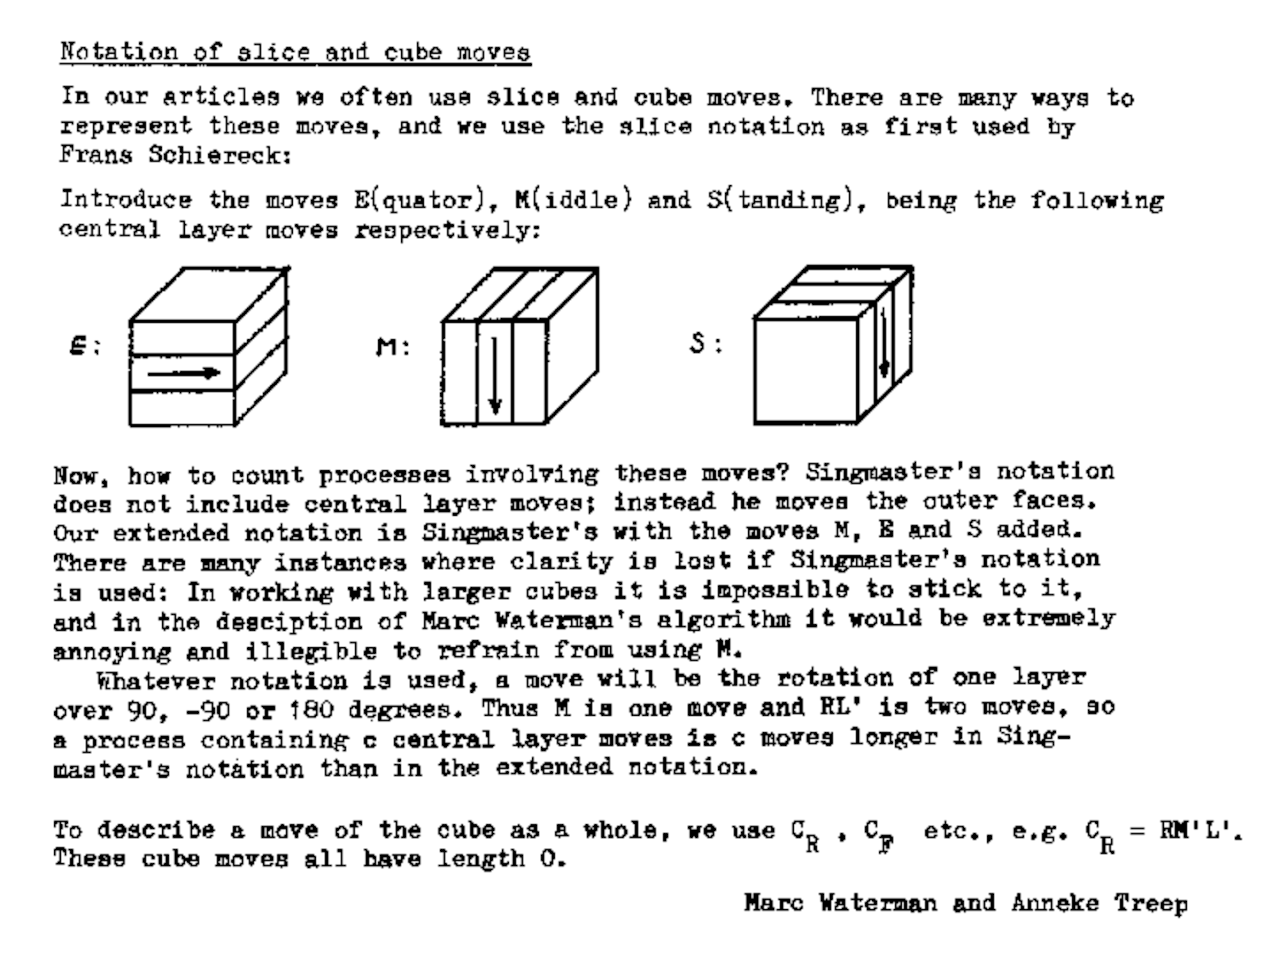 Notation of slice and cube moves
In our articles we often use slice and cube moves. There are many ways to
represent these moves, and we use the slice notation as first used by
Frans Schiereck:
Introduce the moves E(quator), M(iddle) and S(tanding), being the following
central layer moves respectively:
E: M: S:
Now, how to count processes involving these moves? Singmaster's notation
does not include central layer moves; instead he moves the outer faces.
Our extended notation is Singmaster's with the moves M, E and S added.
There are many instances where clarity is lost if Singmaster's notation
is used: In working with larger cubes it is impossible to stick to it,
and in the desciption of Marc Waterman's algorithm it would be extremely
annoying and illegible to refrain from using M.
Whatever notation is used, a move will be the rotation of one layer
over 90, -90 or 180 degrees. Thus M is one move and RL' is two moves, so
a process containing c central layer moves is c moves longer in Sing-
master's notation than in the extended notation.
To describe a move of the cube as a whole, we use C_R , C_F etc., e.g. C_R = RM'L'.
These cube moves all have length 0.
Marc Waterman and Anneke Treep